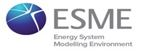 ESME
Energy System
Modelling Environment